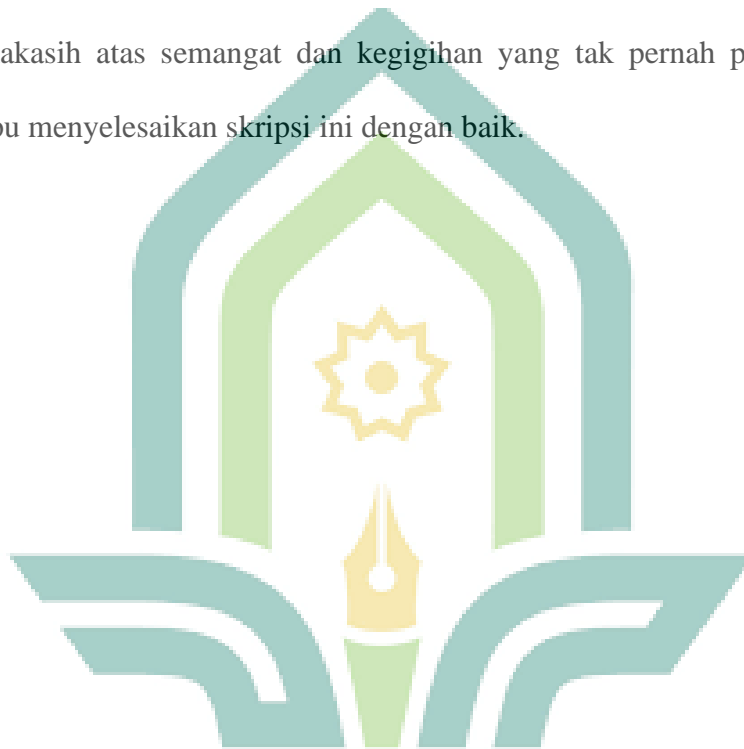 akasih atas semangat dan kegigihan yang tak pernah p
u menyelesaikan skripsi ini dengan baik.